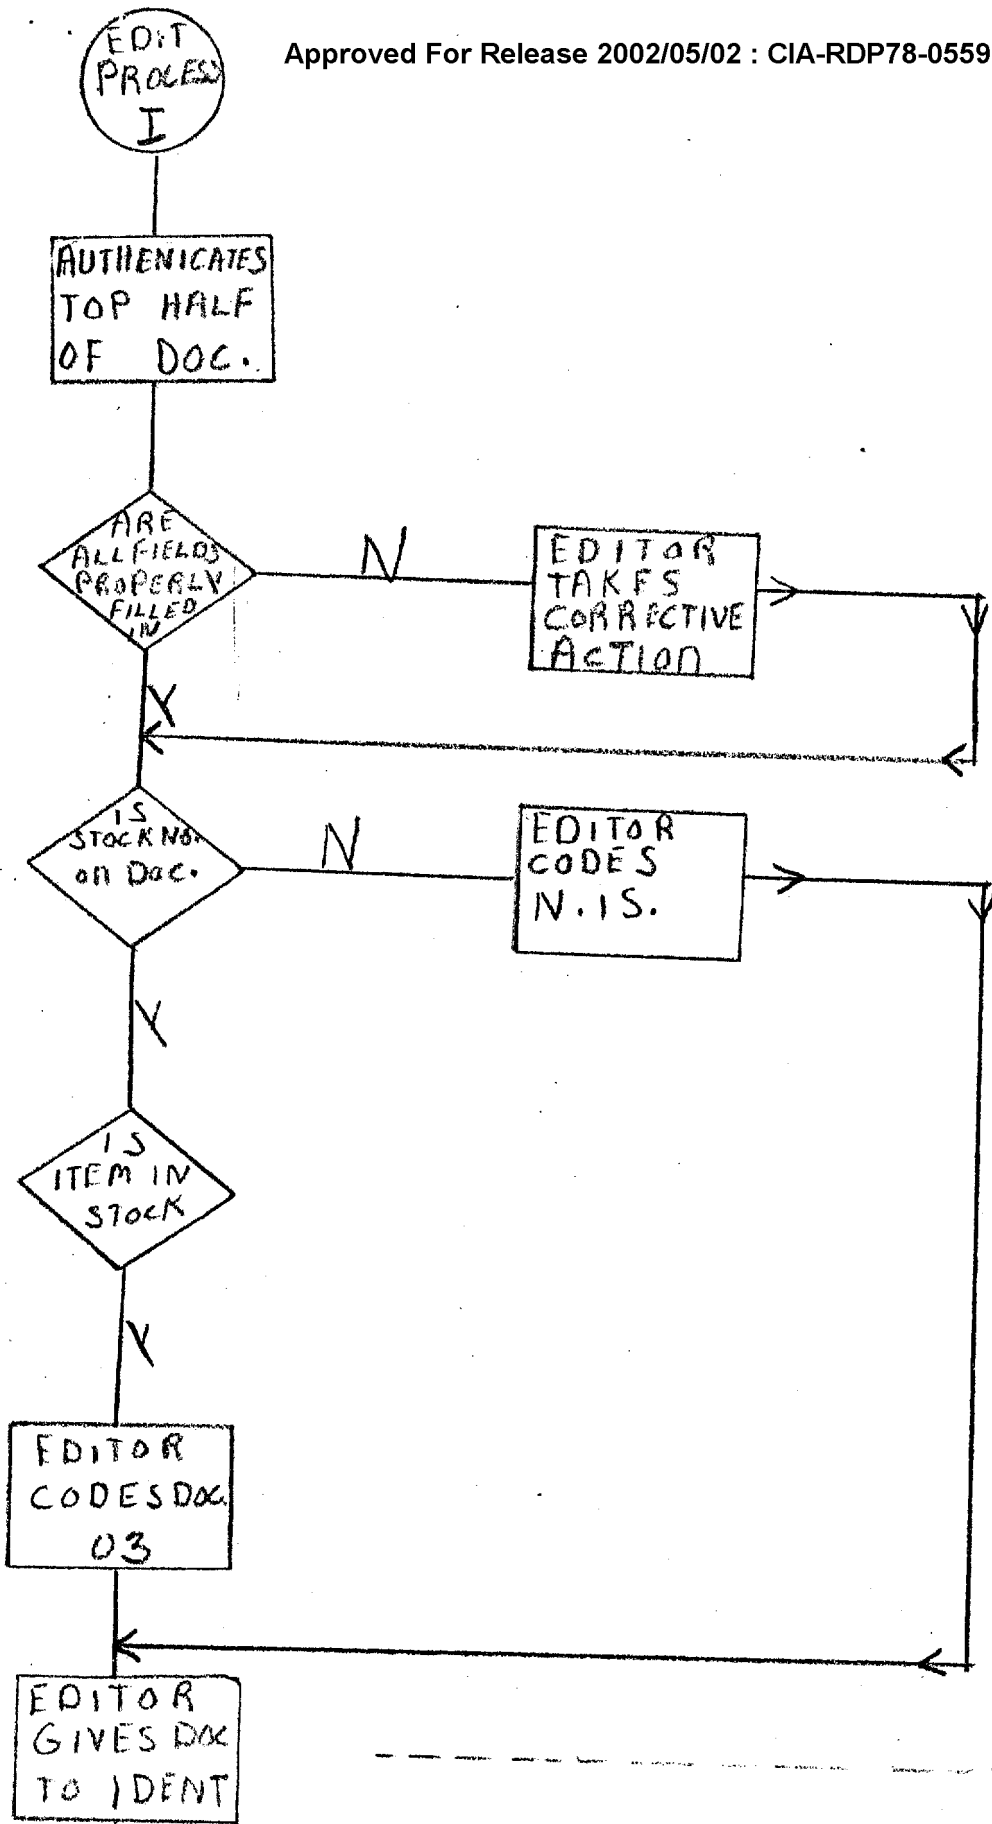 EDIT
PROCESS
I
Approved For Release 2002/05/02 : CIA-RDP78-0559
AUTHENICATES
TOP HALF
OF DOC.
ARE
ALL FIELDS
PROPERLY
FILLED
IN
N
EDITOR
TAKES
CORRECTIVE
ACTION
Y
IS
STOCK NO.
ON DOC.
N
EDITOR
CODES
N.IS.
Y
IS
ITEM IN
STOCK
Y
EDITOR
CODES DOC.
03
EDITOR
GIVES DOC
TO IDENT